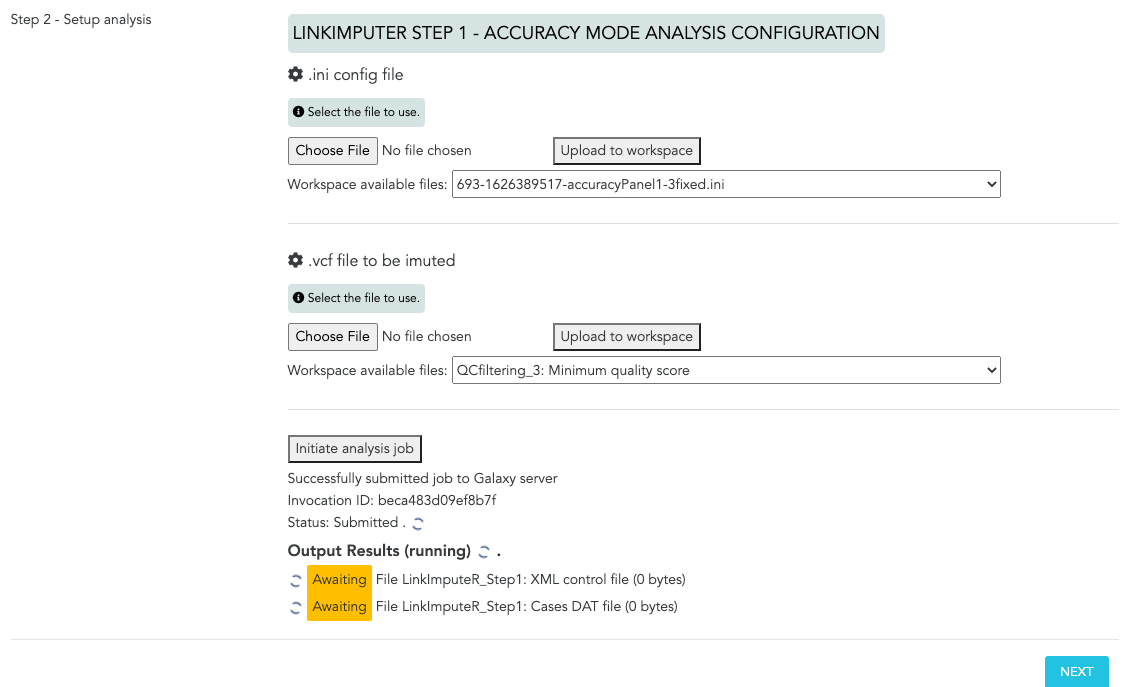 Step 2 - Setup analysis
LINKIMPUTER STEP 1 - ACCURACY MODE ANALYSIS CONFIGURATION
.ini config file
Select the file to use.
Choose File No file chosen Upload to workspace
Workspace available files: 693-1626389517-accuracyPanel1-3fixed.ini
.vcf file to be imuted
Select the file to use.
Choose File No file chosen Upload to workspace
Workspace available files: QCfiltering_3: Minimum quality score
Initiate analysis job
Successfully submitted job to Galaxy server
Invocation ID: beca483d09ef8b7f
Status: Submitted .
Output Results (running) .
Awaiting File LinkImputeR_Step1: XML control file (0 bytes)
Awaiting File LinkImputeR_Step1: Cases DAT file (0 bytes)
NEXT